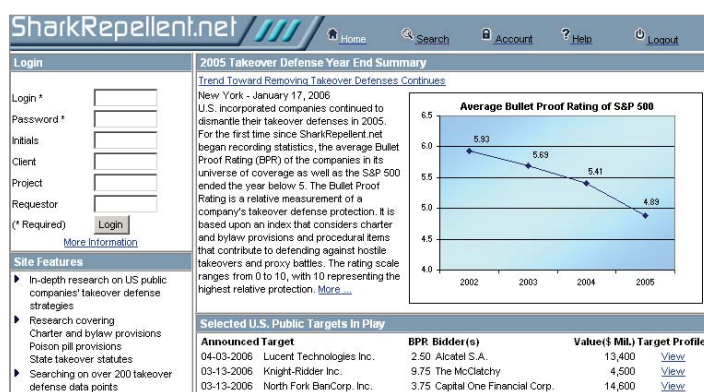 SharkRepellent.net
Home
Search
Account
Help
Logout
Login
Login *
Password *
Initials
Client
Project
Requestor
(* Required)
Login
More Information
Site Features
In-depth research on US public
companies' takeover defense
strategies
Research covering
Charter and bylaw provisions
Poison pill provisions
State takeover statutes
Searching on over 200 takeover
defense data points
2005 Takeover Defense Year End Summary
Trend Toward Removing Takeover Defenses Continues
New York - January 17, 2006
U.S. incorporated companies continued to
dismantle their takeover defenses in 2005.
For the first time since SharkRepellent.net
began recording statistics, the average Bullet
Proof Rating (BPR) of the companies in its
universe of coverage as well as the S&P 500
ended the year below 5. The Bullet Proof
Rating is a relative measurement of a
company's takeover defense protection. It is
based upon an index that considers charter
and bylaw provisions and procedural items
that contribute to defending against hostile
takeovers and proxy battles. The rating scale
ranges from 0 to 10, with 10 representing the
highest relative protection. More ...
Average Bullet Proof Rating of S&P 500
6.5
6.0
5.5
5.0
4.5
4.0
5.93
5.69
5.41
4.89
2002 2003 2004 2005
Selected U.S. Public Targets In Play
Announced Target BPR Bidder(s) Value($ Mil.) Target Profile
04-03-2006 Lucent Technologies Inc. 2.50 Alcatel S.A. 13,400 View
03-13-2006 Knight-Ridder Inc. 9.75 The McClatchy 4,500 View
03-13-2006 North Fork BanCorp. Inc. 3.75 Capital One Financial Corp. 14,600 View